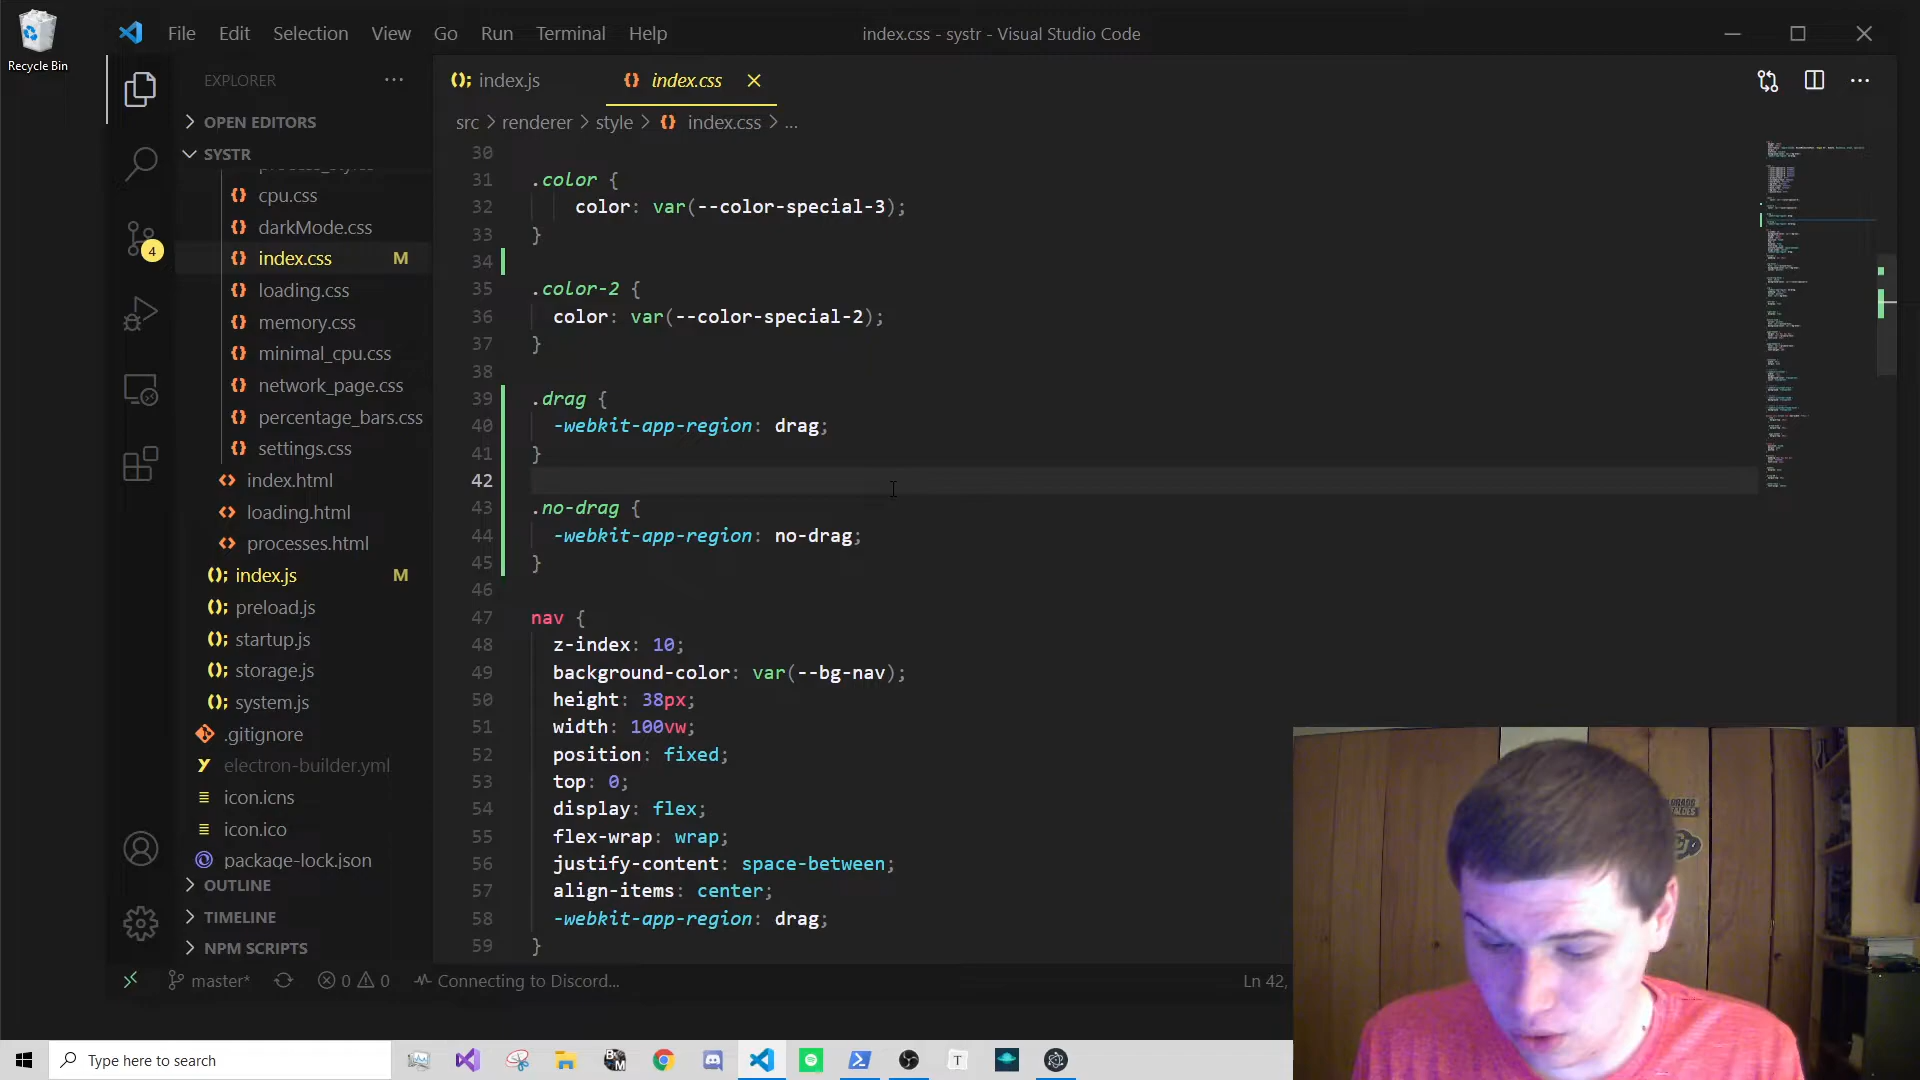 Recycle Bin
File Edit Selection View Go Run Terminal Help
index.css - systr - Visual Studio Code
EXPLORER
OPEN EDITORS
SYSTR
cpu.css
darkMode.css
index.css M
loading.css
memory.css
minimal_cpu.css
network_page.css
percentage_bars.css
settings.css
index.html
loading.html
processes.html
index.js M
preload.js
startup.js
storage.js
system.js
.gitignore
electron-builder.yml
icon.icns
icon.ico
package-lock.json
OUTLINE
TIMELINE
NPM SCRIPTS
4
index.js
index.css
src > renderer > style > index.css > ...
30
31 .color {
32 color: var(--color-special-3);
33 }
34
35 .color-2 {
36 color: var(--color-special-2);
37 }
38
39 .drag {
40 -webkit-app-region: drag;
41 }
42
43 .no-drag {
44 -webkit-app-region: no-drag;
45 }
46
47 nav {
48 z-index: 10;
49 background-color: var(--bg-nav);
50 height: 38px;
51 width: 100vw;
52 position: fixed;
53 top: 0;
54 display: flex;
55 flex-wrap: wrap;
56 justify-content: space-between;
57 align-items: center;
58 -webkit-app-region: drag;
59 }
master* 0 0 Connecting to Discord... Ln 42,
Type here to search